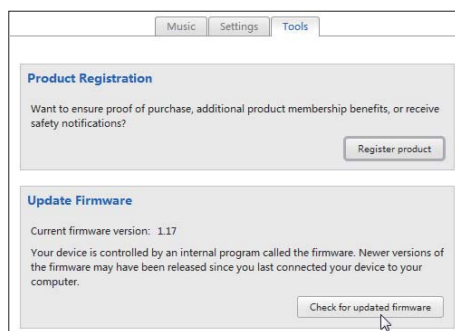 Music Settings Tools
Product Registration
Want to ensure proof of purchase, additional product membership benefits, or receive
safety notifications?
Register product
Update Firmware
Current firmware version: 1.17
Your device is controlled by an internal program called the firmware. Newer versions of
the firmware may have been released since you last connected your device to your
computer.
Check for updated firmware